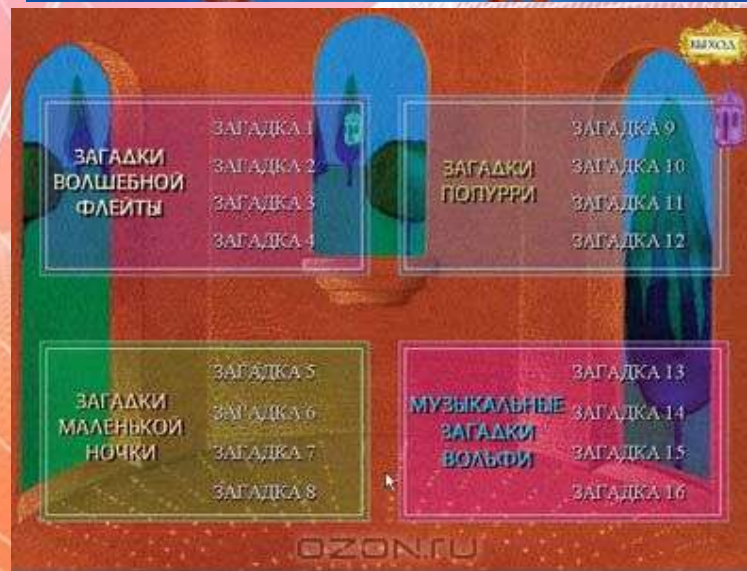 ВЫХОД
ЗАГАДКИ
ВОЛШЕБНОЙ
ФЛЕЙТЫ
ЗАГАДКА 1
ЗАГАДКА 2
ЗАГАДКА 3
ЗАГАДКА 4
ЗАГАДКИ
ПОПУРРИ
ЗАГАДКА 9
ЗАГАДКА 10
ЗАГАДКА 11
ЗАГАДКА 12
ЗАГАДКИ
МАЛЕНЬКОЙ
НОЧКИ
ЗАГАДКА 5
ЗАГАДКА 6
ЗАГАДКА 7
ЗАГАДКА 8
МУЗЫКАЛЬНЫЕ
ЗАГАДКИ
ВОЛЬФИ
ЗАГАДКА 13
ЗАГАДКА 14
ЗАГАДКА 15
ЗАГАДКА 16
OZON.RU